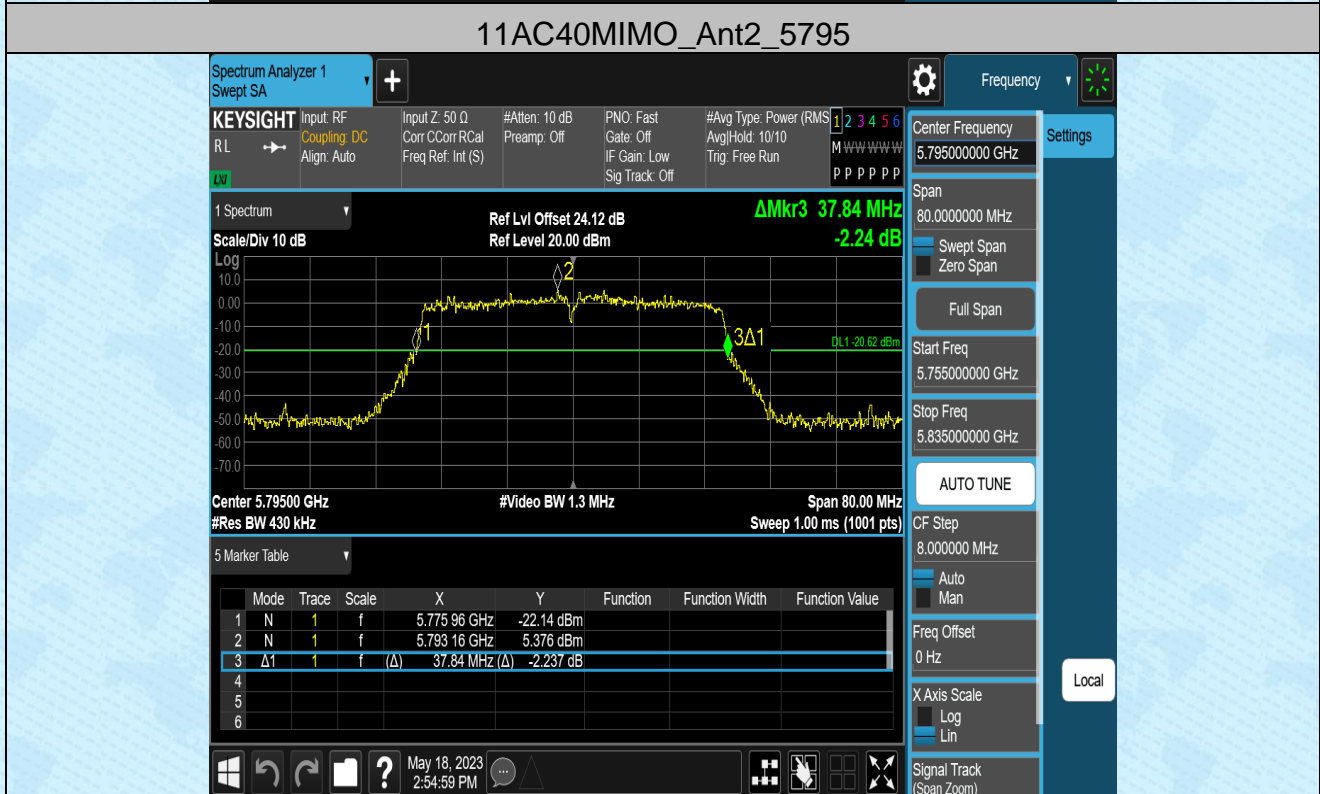 11AC40MIMO_Ant2_5795
Spectrum Analyzer 1
Swept SA
Frequency
KEYSIGHT
RL
LXI
Input: RF
Coupling: DC
Align: Auto
Input Z: 50 Ω
Corr CCorr RCal
Freq Ref: Int (S)
#Atten: 10 dB
Preamp: Off
PNO: Fast
Gate: Off
IF Gain: Low
Sig Track: Off
#Avg Type: Power (RMS
Avg|Hold: 10/10
Trig: Free Run
1 2 3 4 5 6
M W W W W W
P P P P P P
1 Spectrum
Scale/Div 10 dB
Ref Lvl Offset 24.12 dB
Ref Level 20.00 dBm
ΔMkr3 37.84 MHz
-2.24 dB
Log
10.0
0.00
-10.0
-20.0
-30.0
-40.0
-50.0
-60.0
-70.0
2
1
3Δ1
DL1 -20.62 dBm
Center 5.79500 GHz
#Video BW 1.3 MHz
Span 80.00 MHz
#Res BW 430 kHz
Sweep 1.00 ms (1001 pts)
5 Marker Table
Mode Trace Scale X Y Function Function Width Function Value
1 N 1 f 5.775 96 GHz -22.14 dBm
2 N 1 f 5.793 16 GHz 5.376 dBm
3 Δ1 1 f (Δ) 37.84 MHz (Δ) -2.237 dB
4
5
6
May 18, 2023
2:54:59 PM
Center Frequency
5.795000000 GHz
Settings
Span
80.0000000 MHz
Swept Span
Zero Span
Full Span
Start Freq
5.755000000 GHz
Stop Freq
5.835000000 GHz
AUTO TUNE
CF Step
8.000000 MHz
Auto
Man
Freq Offset
0 Hz
X Axis Scale
Log
Lin
Local
Signal Track
(Span Zoom)